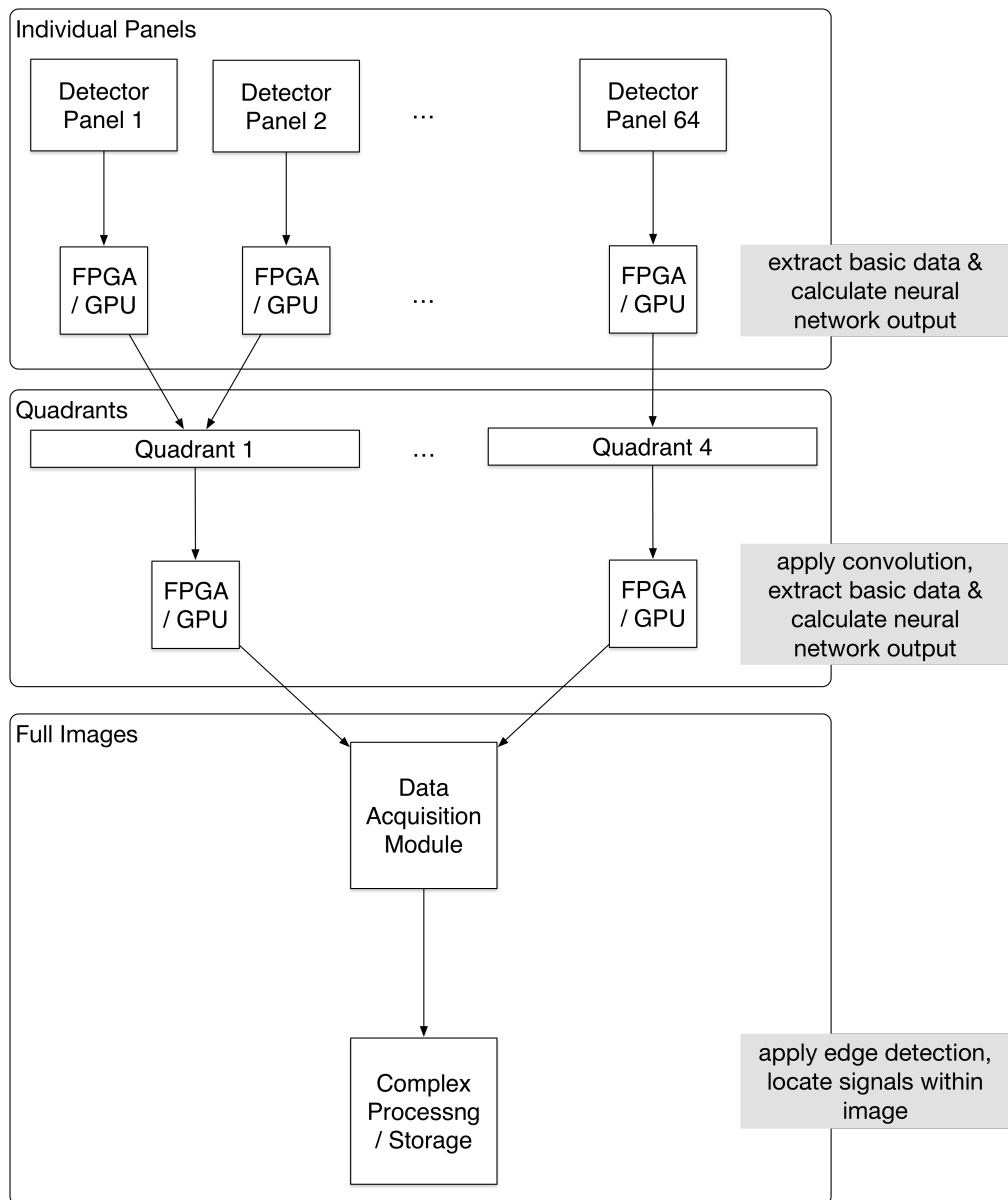 Individual Panels
Detector
Panel 1
Detector
Panel 2
...
Detector
Panel 64
FPGA
/ GPU
FPGA
/ GPU
...
FPGA
/ GPU
extract basic data &
calculate neural
network output
Quadrants
Quadrant 1
...
Quadrant 4
FPGA
/ GPU
FPGA
/ GPU
apply convolution,
extract basic data &
calculate neural
network output
Full Images
Data
Acquisition
Module
Complex
Processng
/ Storage
apply edge detection,
locate signals within
image